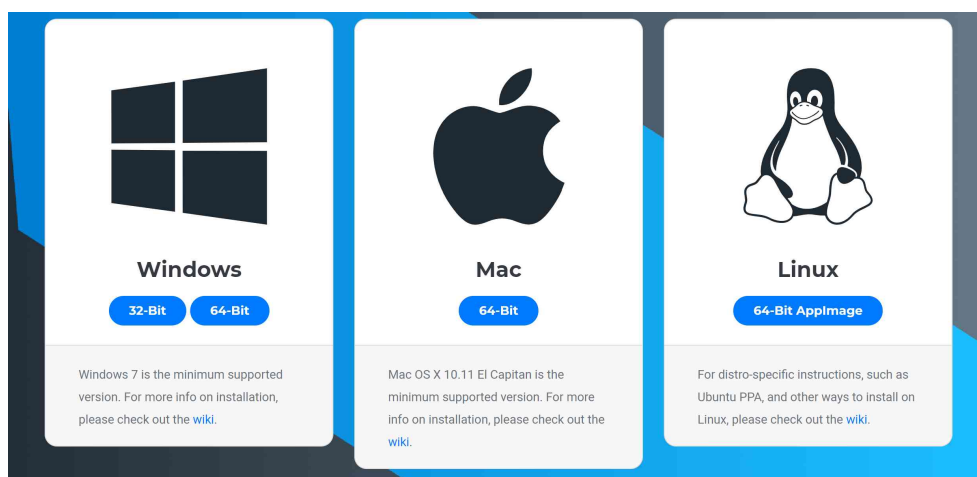 Windows
32-Bit
64-Bit
Windows 7 is the minimum supported
version. For more info on installation,
please check out the wiki.
Mac
64-Bit
Mac OS X 10.11 El Capitan is the
minimum supported version. For more
info on installation, please check out the
wiki.
Linux
64-Bit AppImage
For distro-specific instructions, such as
Ubuntu PPA, and other ways to install on
Linux, please check out the wiki.